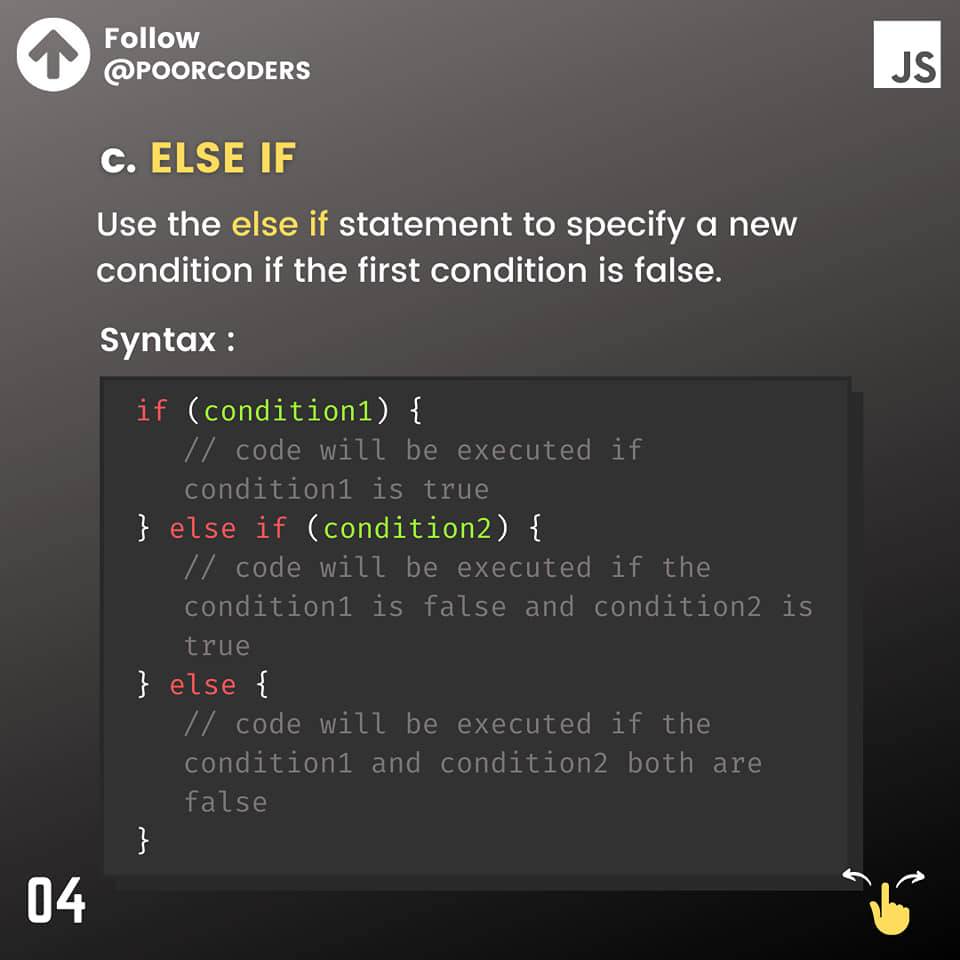 Follow
@POORCODERS
JS
c. ELSE IF
Use the else if statement to specify a new
condition if the first condition is false.
Syntax :
if (condition1) {
// code will be executed if
condition1 is true
} else if (condition2) {
// code will be executed if the
condition1 is false and condition2 is
true
} else {
// code will be executed if the
condition1 and condition2 both are
false
}
04